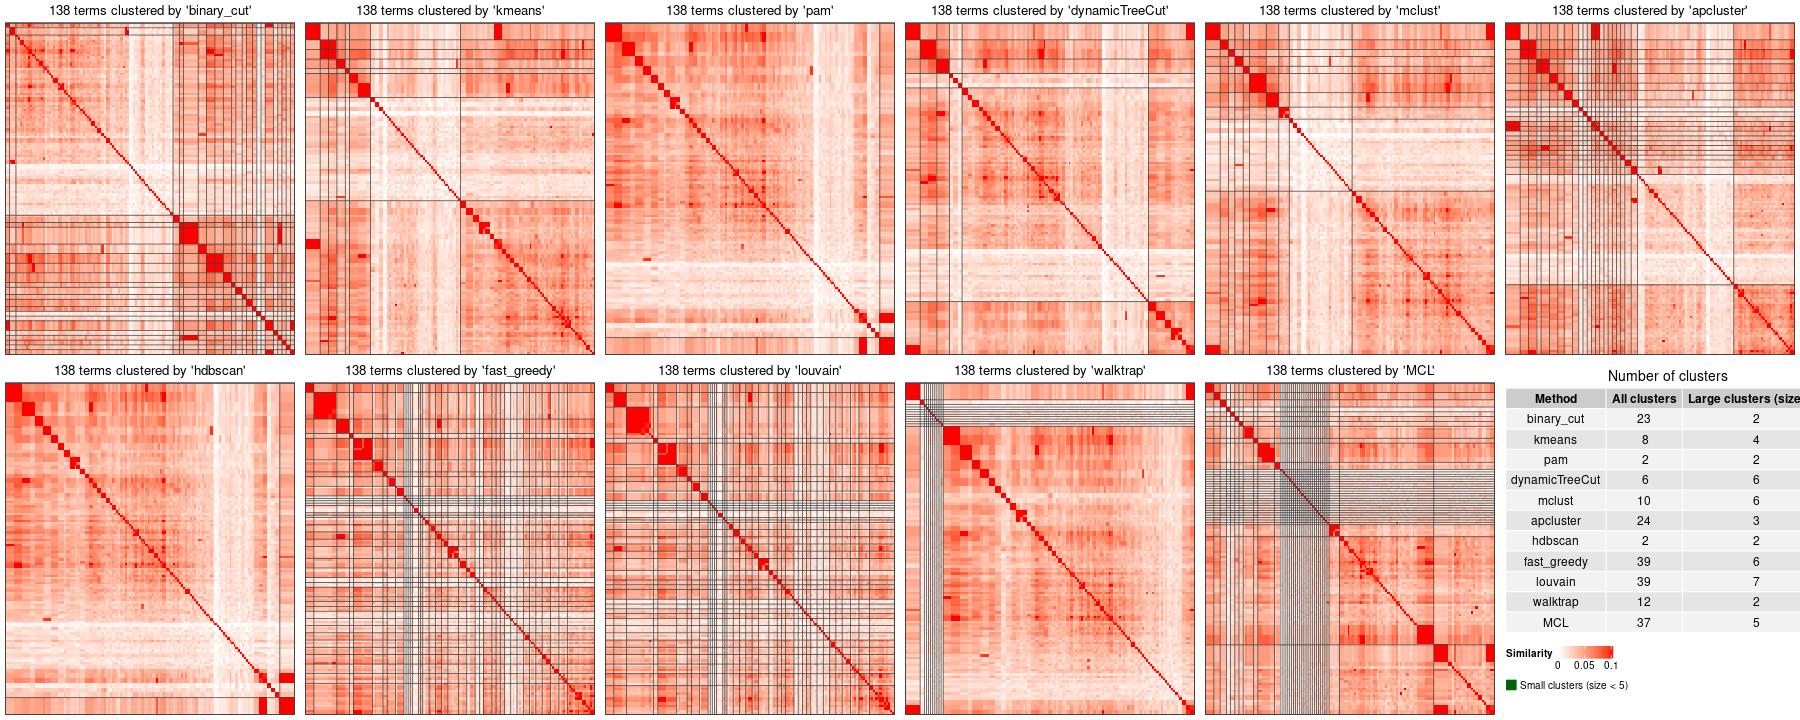 138 terms clustered by 'binary_cut'
138 terms clustered by 'kmeans'
138 terms clustered by 'pam'
138 terms clustered by 'dynamicTreeCut'
138 terms clustered by 'mclust'
138 terms clustered by 'apcluster'
138 terms clustered by 'hdbscan'
138 terms clustered by 'fast_greedy'
138 terms clustered by 'louvain'
138 terms clustered by 'walktrap'
138 terms clustered by 'MCL'
Number of clusters
Method All clusters Large clusters (size
binary_cut 23 2
kmeans 8 4
pam 2 2
dynamicTreeCut 6 6
mclust 10 6
apcluster 24 3
hdbscan 2 2
fast_greedy 39 6
louvain 39 7
walktrap 12 2
MCL 37 5
Similarity
0 0.05 0.1
Small clusters (size < 5)